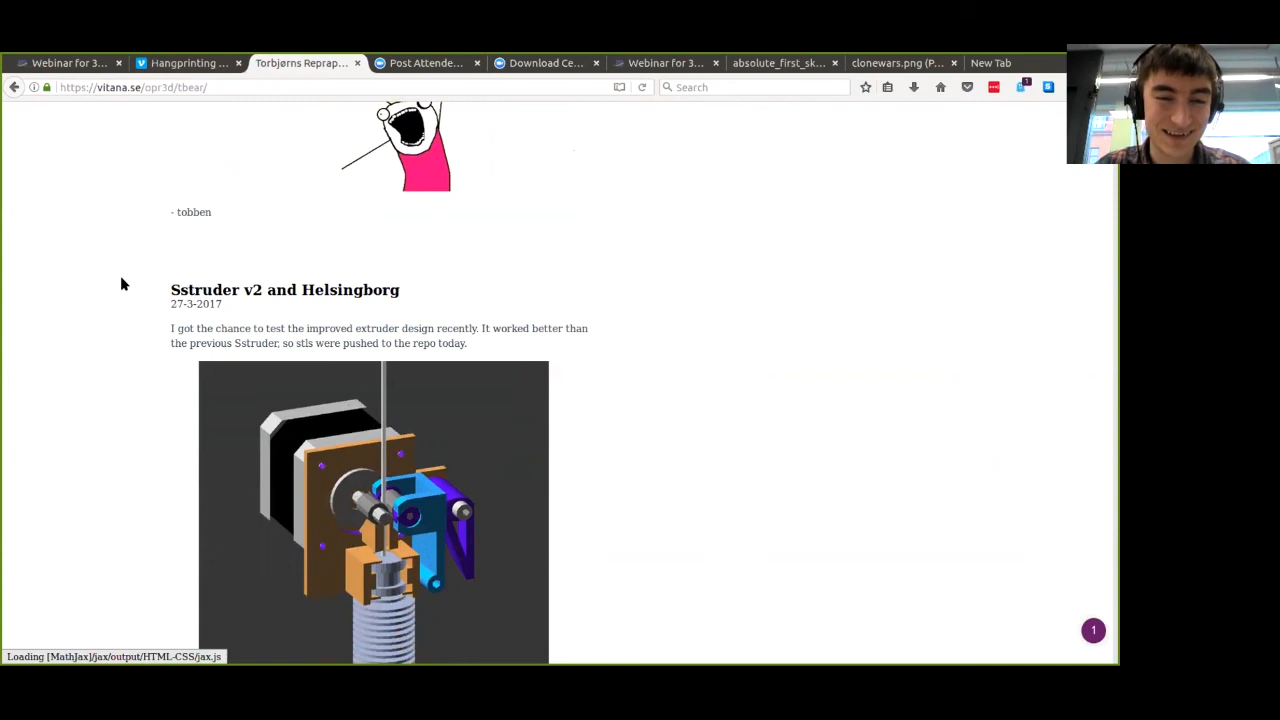 Webinar for 3...
Hangprinting ...
Torbjørns Reprap...
Post Attende...
Download Ce...
Webinar for 3...
absolute_first_sk...
clonewars.png (P...
New Tab
https://vitana.se/opr3d/tbear/
Search
1
- tobben
Sstruder v2 and Helsingborg
27-3-2017
I got the chance to test the improved extruder design recently. It worked better than
the previous Sstruder, so stls were pushed to the repo today.
1
Loading [MathJax]/jax/output/HTML-CSS/jax.js